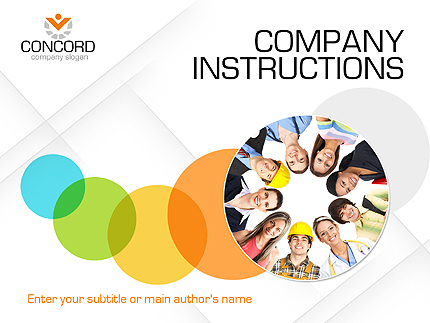 CONCORD
company slogan
COMPANY
INSTRUCTIONS
Enter your subtitle or main author's name